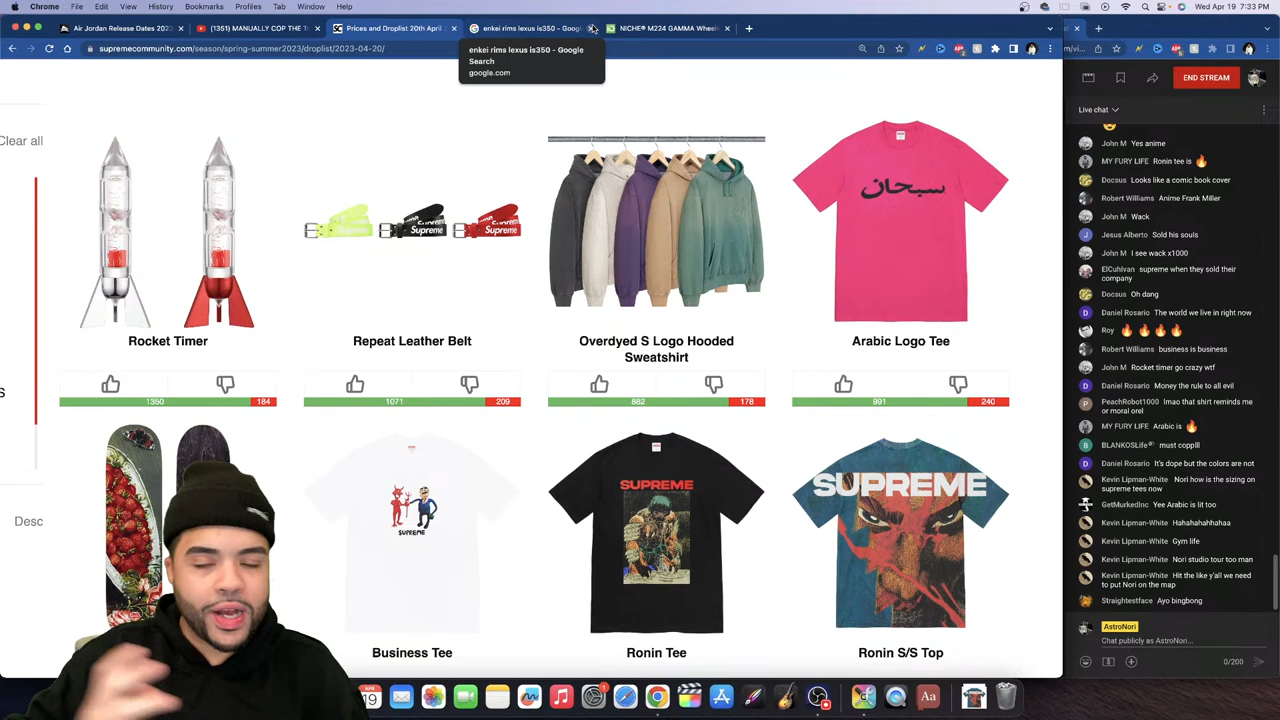 Chrome File Edit View History Bookmarks Profiles Tab Window Help
Wed Apr 19 7:33 PM
Air Jordan Release Dates 2022
(1351) MANUALLY COP THE T
Prices and Droplist 20th April
enkei rims lexus is350 - Goog
NICHE® M224 GAMMA Wheels
supremecommunity.com/season/spring-summer2023/droplist/2023-04-20/
enkei rims lexus is350 - Google
Search
google.com
Clear all
Rocket Timer
Repeat Leather Belt
Overdyed S Logo Hooded
Sweatshirt
Arabic Logo Tee
سبحان
Supreme
Supreme
1350 184
1071 209
882 178
991 240
Desc
SUPREME
SUPREME
SUPREME
Business Tee
Ronin Tee
Ronin S/S Top
19
END STREAM
Live chat
John M Yes anime
MY FURY LIFE Ronin tee is 🔥
Docsus Looks like a comic book cover
Robert Williams Anime Frank Miller
John M Wack
Jesus Alberto Sold his souls
John M I see wack x1000
ElCuhIvan supreme when they sold their
company
Docsus Oh dang
Daniel Rosario The world we live in right now
Roy 🔥 🔥 🔥 🔥
Robert Williams business is business
John M Rocket timer go crazy wtf
Daniel Rosario Money the rule to all evil
PeachRobot1000 lmao that shirt reminds me
or moral orel
MY FURY LIFE Arabic is 🔥
BLANKOSLife must copplll
Daniel Rosario It's dope but the colors are not
Kevin Lipman-White Nori how is the sizing on
supreme tees now
GetMurkedInc Yee Arabic is lit too
Kevin Lipman-White Hahahahahhahaa
Kevin Lipman-White Gym life
Kevin Lipman-White Nori studio tour too man
Kevin Lipman-White Hit the like y'all we need
to put Nori on the map
Straightestface Ayo bingbong
AstroNori
Chat publicly as AstroNori...
0/200